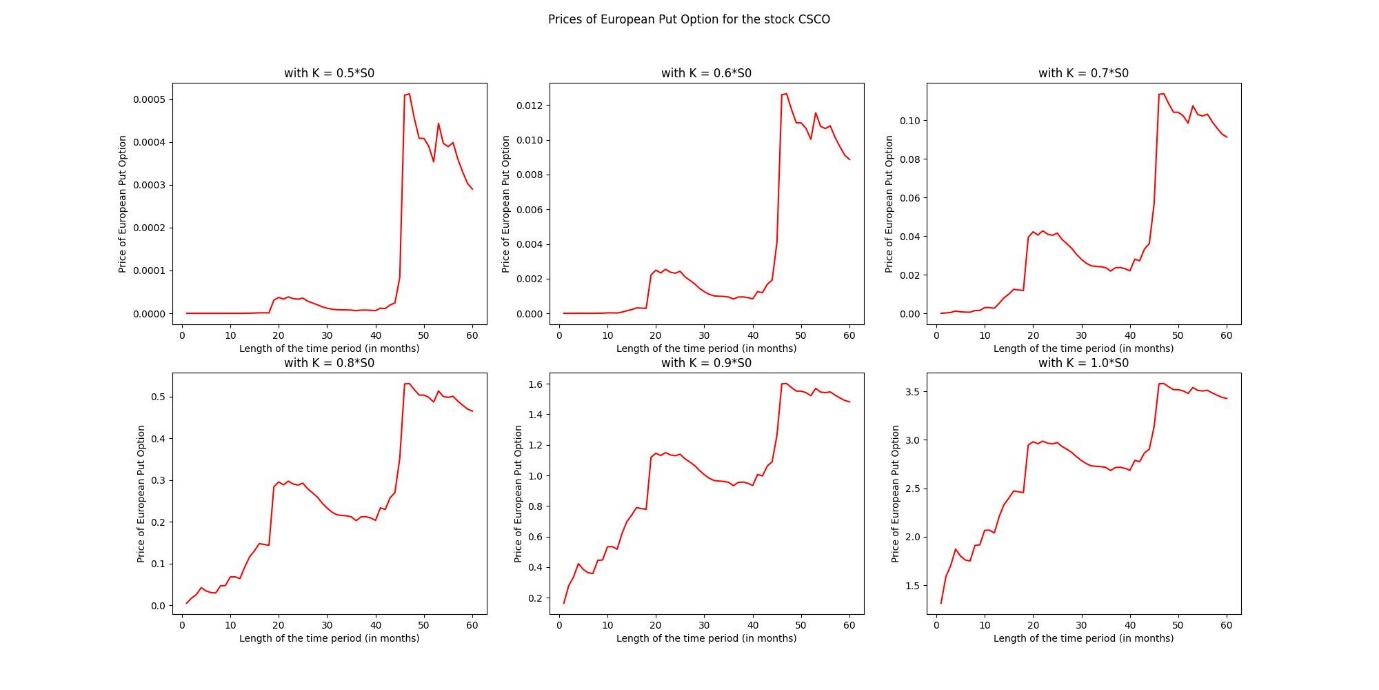 Prices of European Put Option for the stock CSCO
with K = 0.5*S0
with K = 0.6*S0
with K = 0.7*S0
Price of European Put Option
0.0005
0.0004
0.0003
0.0002
0.0001
0.0000
0 10 20 30 40 50 60
Length of the time period (in months)
Price of European Put Option
0.012
0.010
0.008
0.006
0.004
0.002
0.000
0 10 20 30 40 50 60
Length of the time period (in months)
Price of European Put Option
0.10
0.08
0.06
0.04
0.02
0.00
0 10 20 30 40 50 60
Length of the time period (in months)
with K = 0.8*S0
with K = 0.9*S0
with K = 1.0*S0
Price of European Put Option
0.5
0.4
0.3
0.2
0.1
0.0
0 10 20 30 40 50 60
Length of the time period (in months)
Price of European Put Option
1.6
1.4
1.2
1.0
0.8
0.6
0.4
0.2
0 10 20 30 40 50 60
Length of the time period (in months)
Price of European Put Option
3.5
3.0
2.5
2.0
1.5
0 10 20 30 40 50 60
Length of the time period (in months)